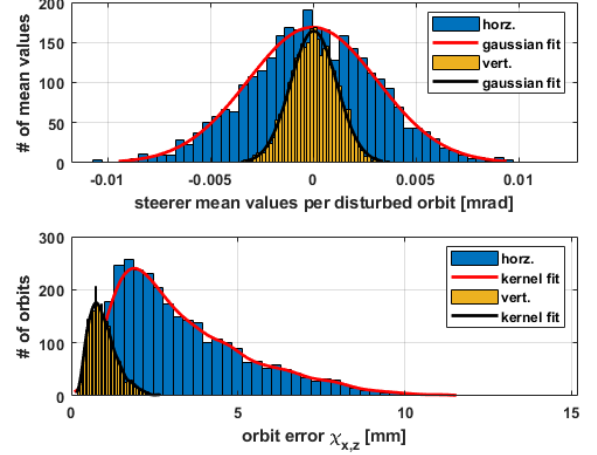 200
150
100
50
0
# of mean values
horz.
gaussian fit
vert.
gaussian fit
-0.01 -0.005 0 0.005 0.01
steerer mean values per disturbed orbit [mrad]
300
200
100
0
# of orbits
horz.
kernel fit
vert.
kernel fit
0 5 10 15
orbit error χx,z [mm]